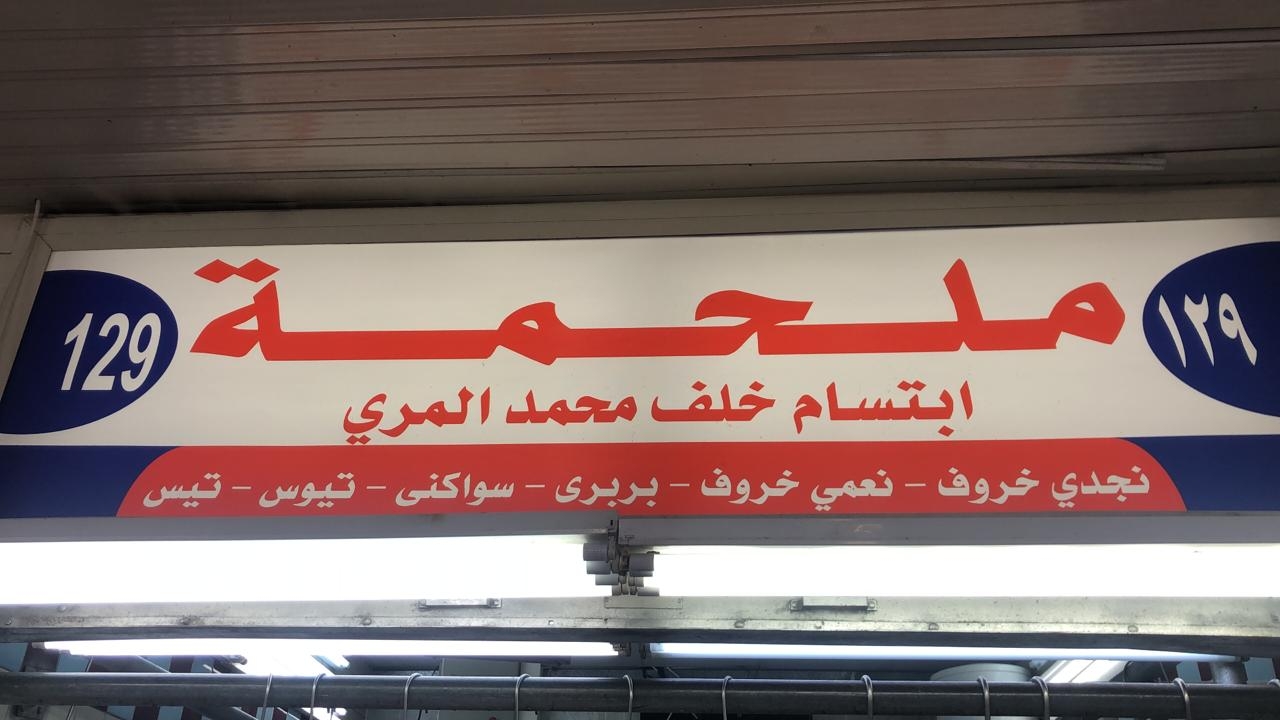 ملحمة
١٢٩
129
ابتسام خلف محمد المري
نجدي خروف - نعمي خروف - بربرى - سواكنى - تيوس - تيس